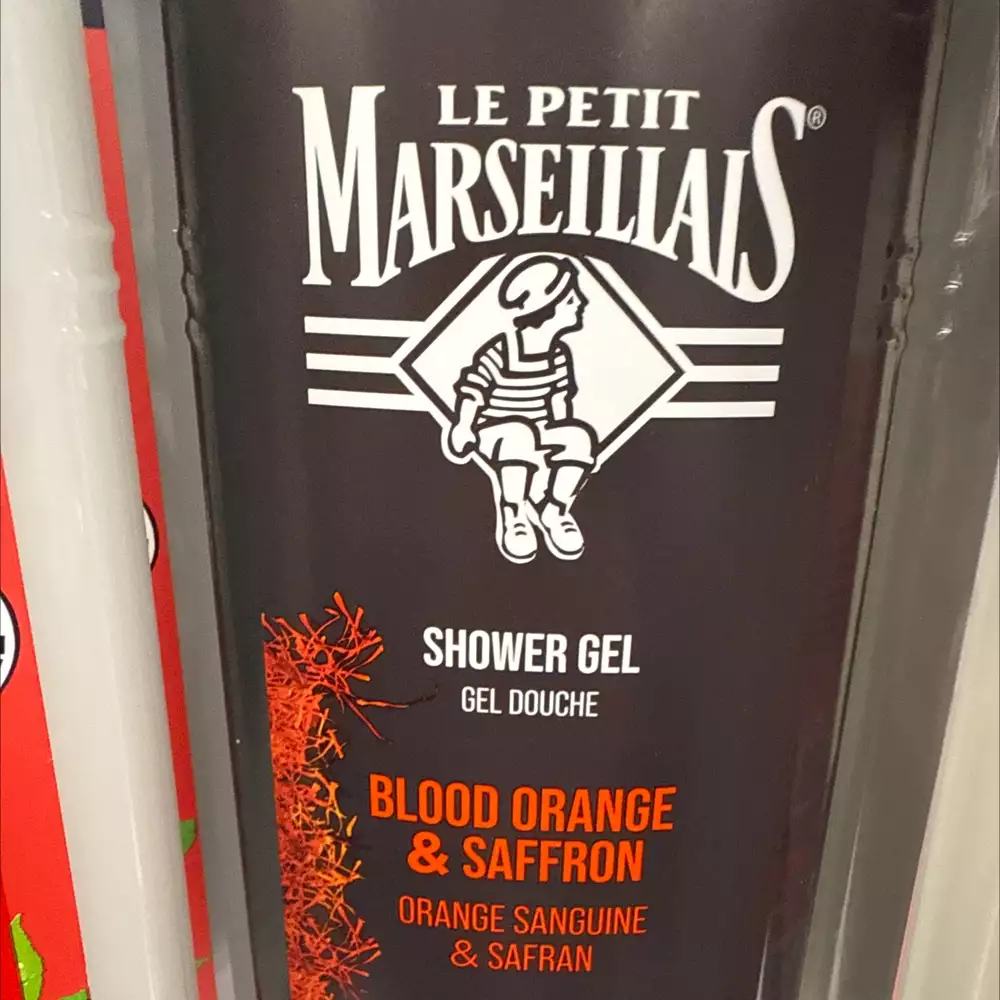 LE PETIT
MARSEILLAIS®
SHOWER GEL
GEL DOUCHE
BLOOD ORANGE
& SAFFRON
ORANGE SANGUINE
& SAFRAN